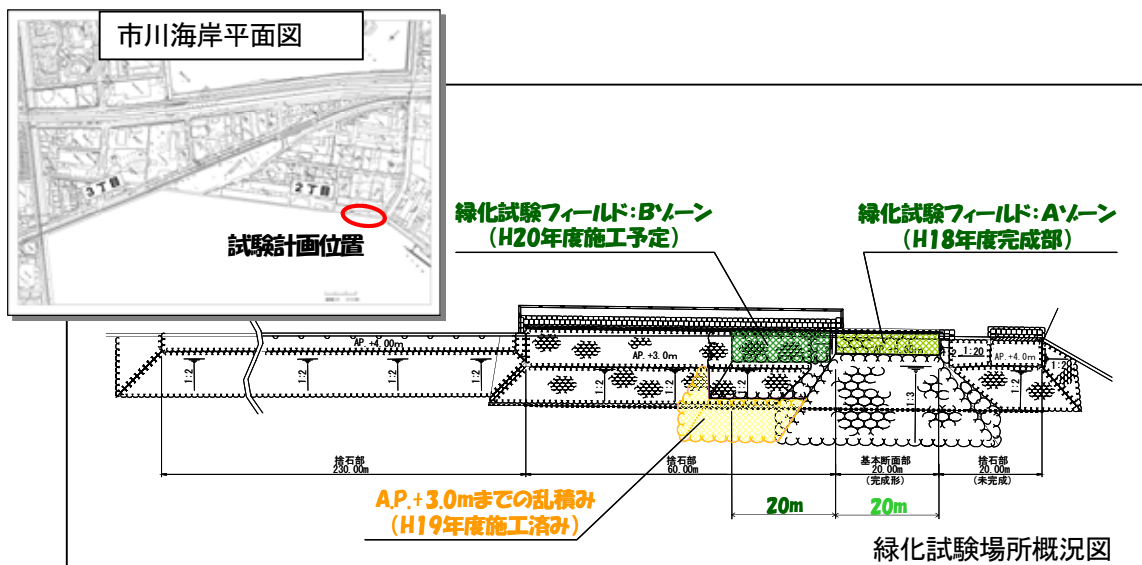 市川海岸平面図
3丁目
2丁目
試験計画位置
緑化試験フィールド:Bゾーン
(H20年度施工予定)
緑化試験フィールド:Aゾーン
(H18年度完成部)
AP.+4.00m
AP.+3.0m
1:20
AP.+4.0m
1:2
1:2
1:2
1:2
1:2
1:2
1:2
1:2
1:3
1:2
捨石部
230.00m
捨石部
60.00m
基本断面部
20.00m
(完成形)
捨石部
20.00m
(未完成)
A.P.+3.0mまでの乱積み
(H19年度施工済み)
20m
20m
緑化試験場所概況図